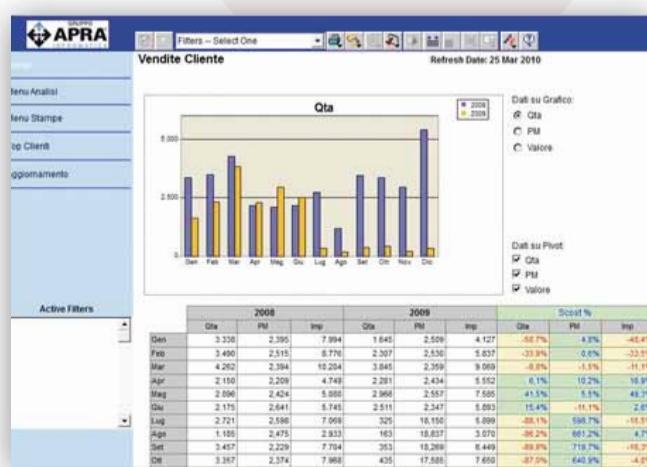 GRUPPO
APRA
INFORMATICA
Filters -- Select One
Vendite Cliente
Refresh Date: 25 Mar 2010
Menu Analisi
Menu Stampe
Top Clienti
Aggiornamento
Active Filters
Qta
2008
2009
5.000
2.500
0
Gen Feb Mar Apr Mag Giu Lug Ago Set Ott Nov Dic
Dati su Grafico:
Qta
PM
Valore
Dati su Pivot:
Qta
PM
Valore
2008 2009 Scost %
Qta PM Imp Qta PM Imp Qta PM Imp
Gen 3.338 2,395 7.994 1.645 2,509 4.127 4,8%
Feb 3.490 2,515 8.776 2.307 2,530 5.837 -33,9% 0,6%
Mar 4.262 2,394 10.204 3.845 2,359 9.069 -1,5%
Apr 2.150 2,209 4.749 2.281 2,434 5.552 6,1% 10,2%
Mag 2.096 2,424 2.966 2,557 7.585 41,5% 5,5%
Giu 2.175 2,641 5.745 2.511 2,347 5.893 15,4% -11,1%
Lug 2.721 2,598 7.069 325 18,150 5.899 -88,1% 598,7%
Ago 1.185 2,475 2.933 163 18,837 3.070 -86,2% 661,2%
Set 3.457 2,229 7.704 353 18,269 6.449 -89,8% 719,7%
Ott 3.357 2,374 7.968 435 17,585 7.650 -87,0% 640,9%